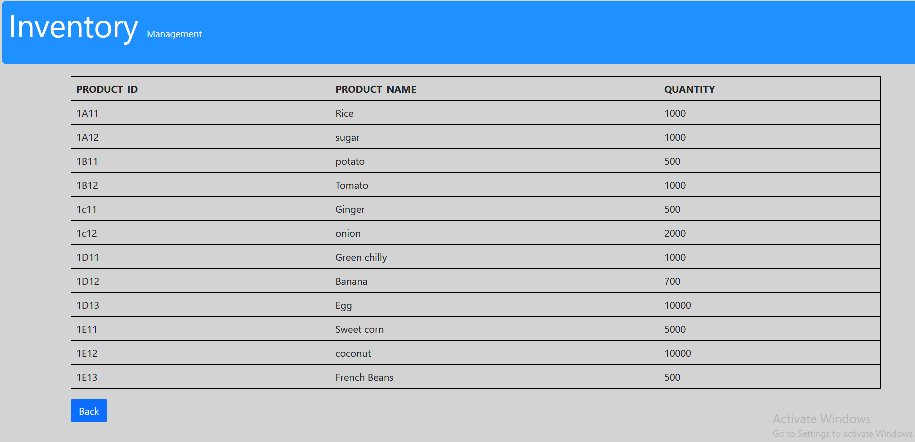 Inventory Management
PRODUCT ID PRODUCT NAME QUANTITY
1A11 Rice 1000
1A12 sugar 1000
1B11 potato 500
1B12 Tomato 1000
1c11 Ginger 500
1c12 onion 2000
1D11 Green chilly 1000
1D12 Banana 700
1D13 Egg 10000
1E11 Sweet corn 5000
1E12 coconut 10000
1E13 French Beans 500
Back
Activate Windows
Go to Settings to activate Windows